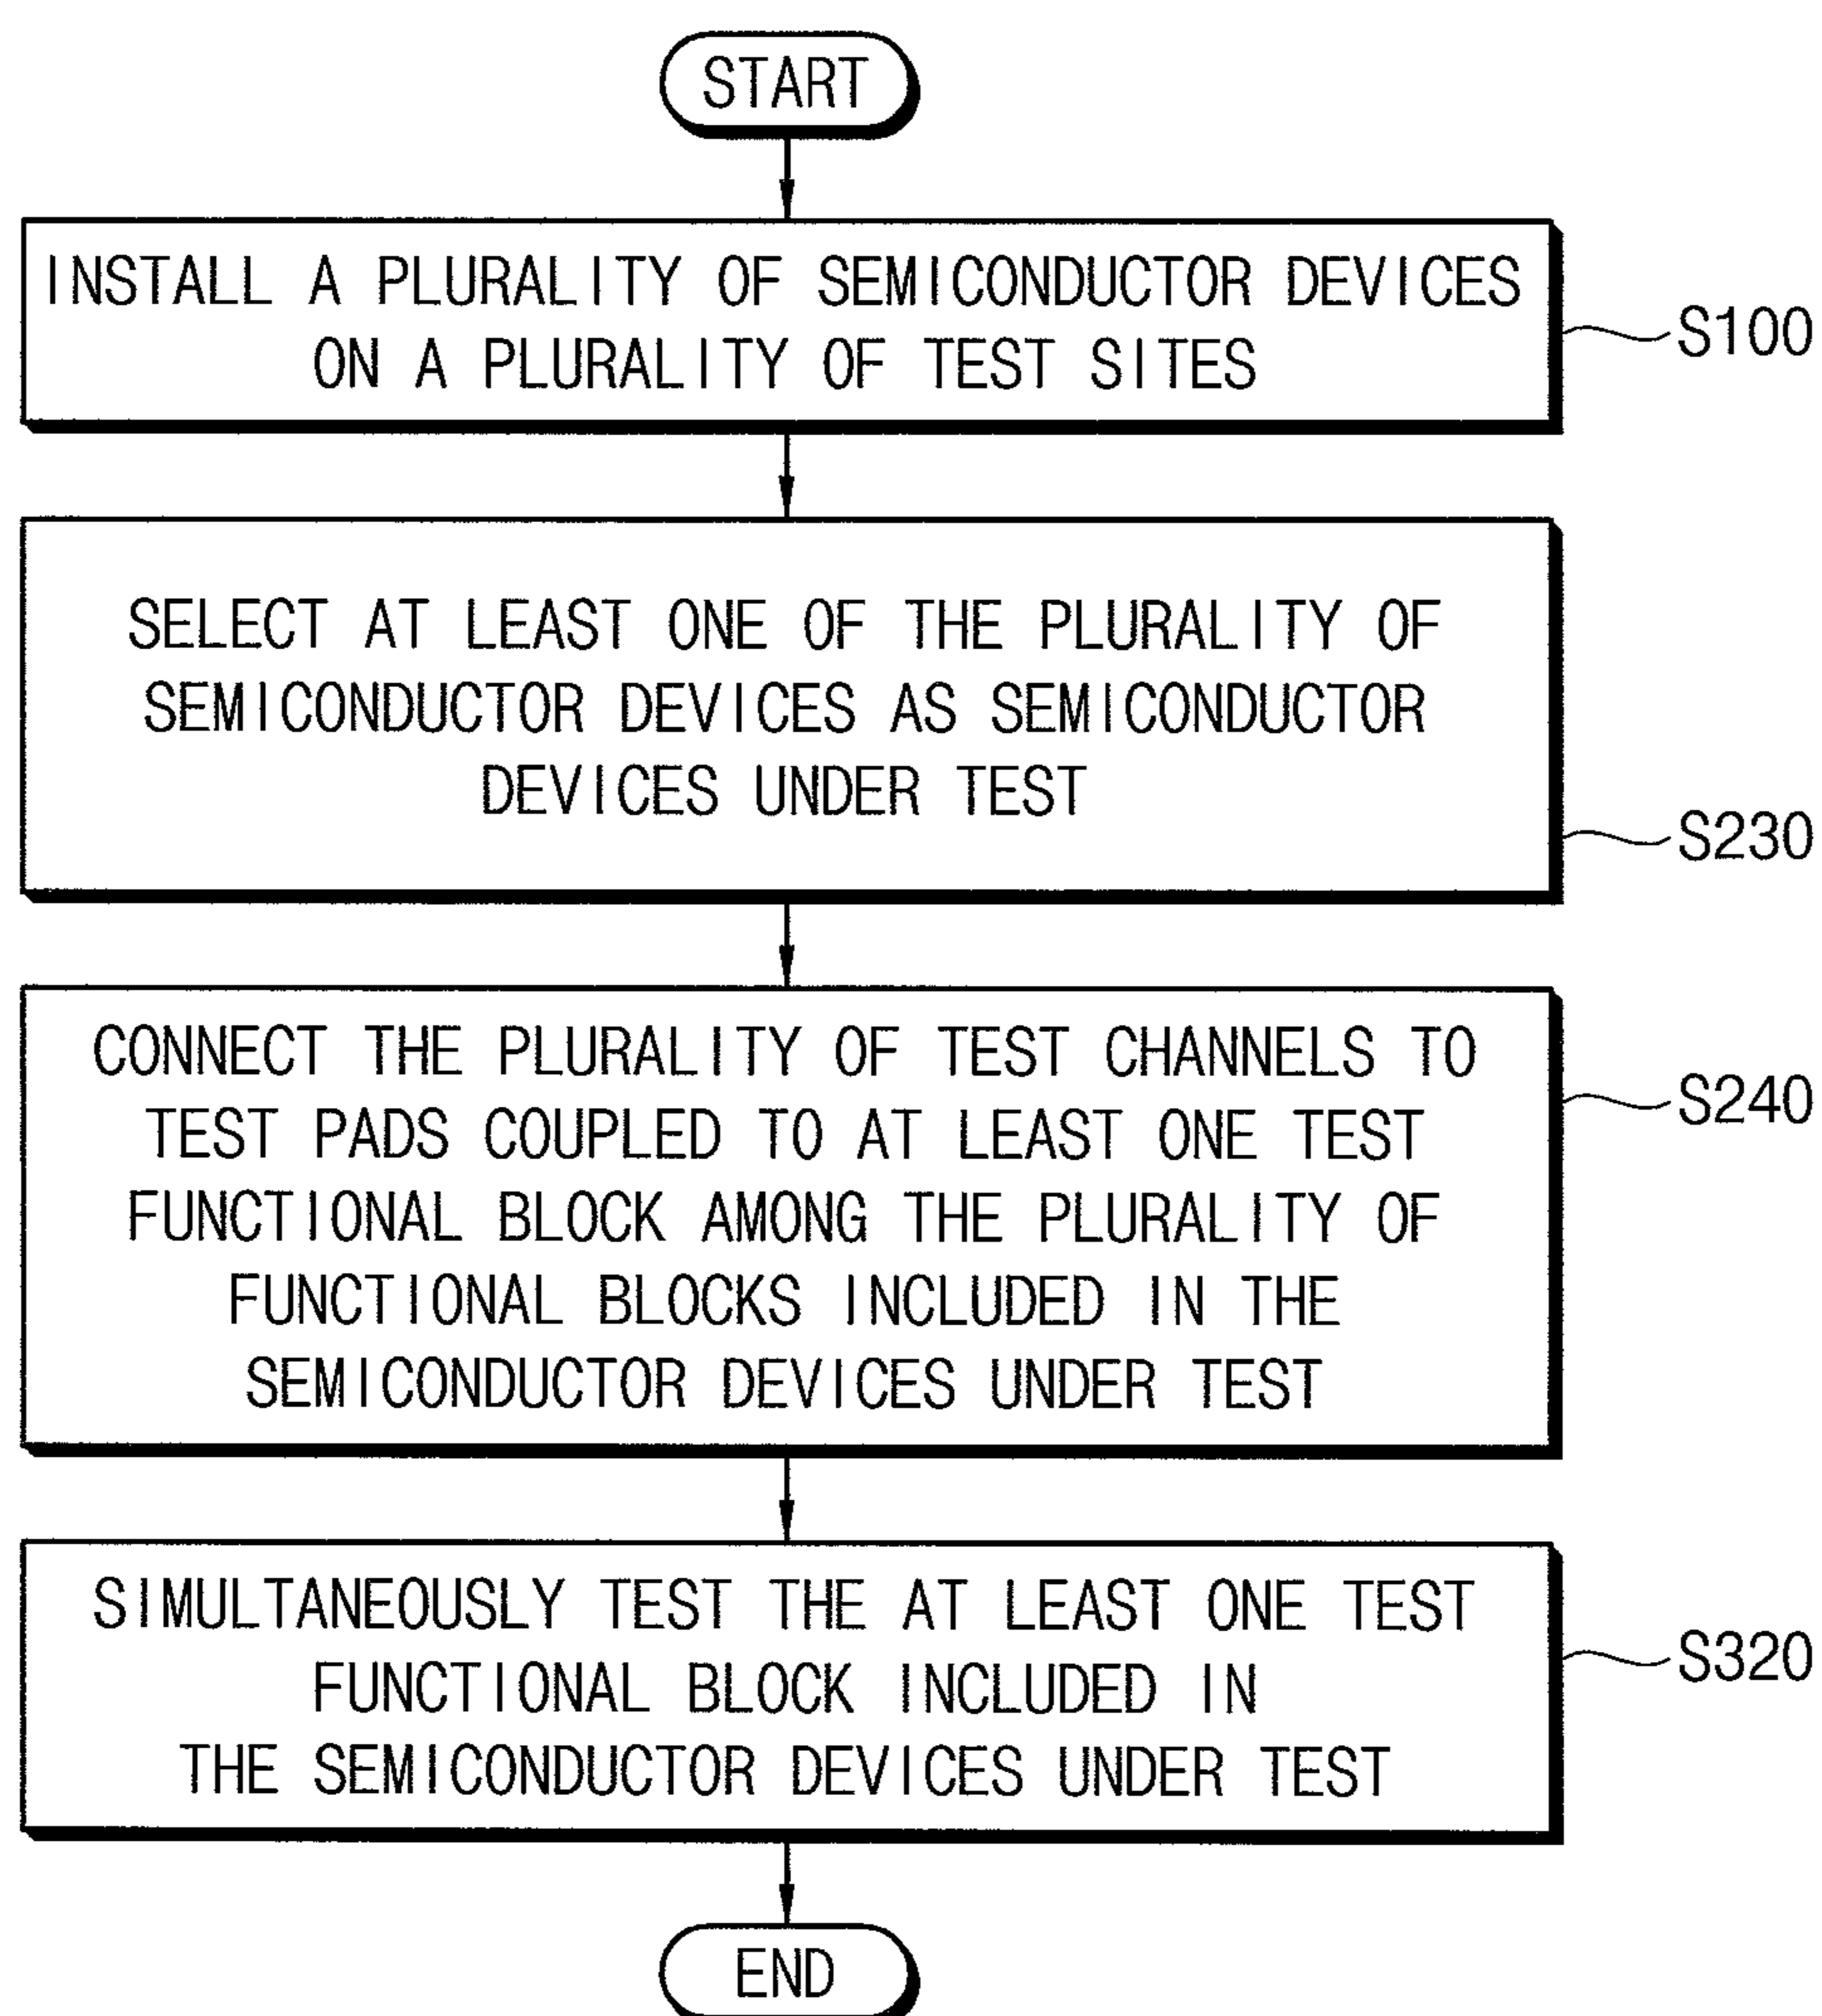 START
INSTALL A PLURALITY OF SEMICONDUCTOR DEVICES
ON A PLURALITY OF TEST SITES
S100
SELECT AT LEAST ONE OF THE PLURALITY OF
SEMICONDUCTOR DEVICES AS SEMICONDUCTOR
DEVICES UNDER TEST
S230
CONNECT THE PLURALITY OF TEST CHANNELS TO
TEST PADS COUPLED TO AT LEAST ONE TEST
FUNCTIONAL BLOCK AMONG THE PLURALITY OF
FUNCTIONAL BLOCKS INCLUDED IN THE
SEMICONDUCTOR DEVICES UNDER TEST
S240
SIMULTANEOUSLY TEST THE AT LEAST ONE TEST
FUNCTIONAL BLOCK INCLUDED IN
THE SEMICONDUCTOR DEVICES UNDER TEST
S320
END